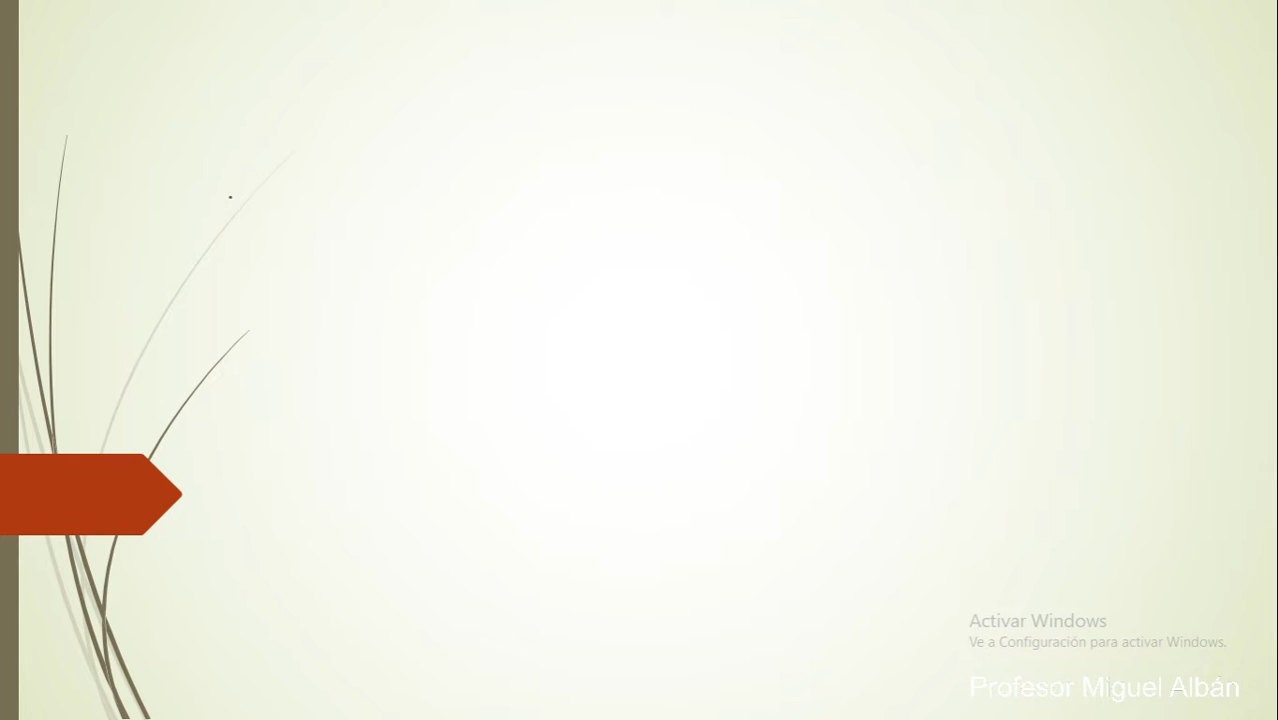 Activar Windows
Ve a Configuración para activar Windows.
Profesor Miguel Albán